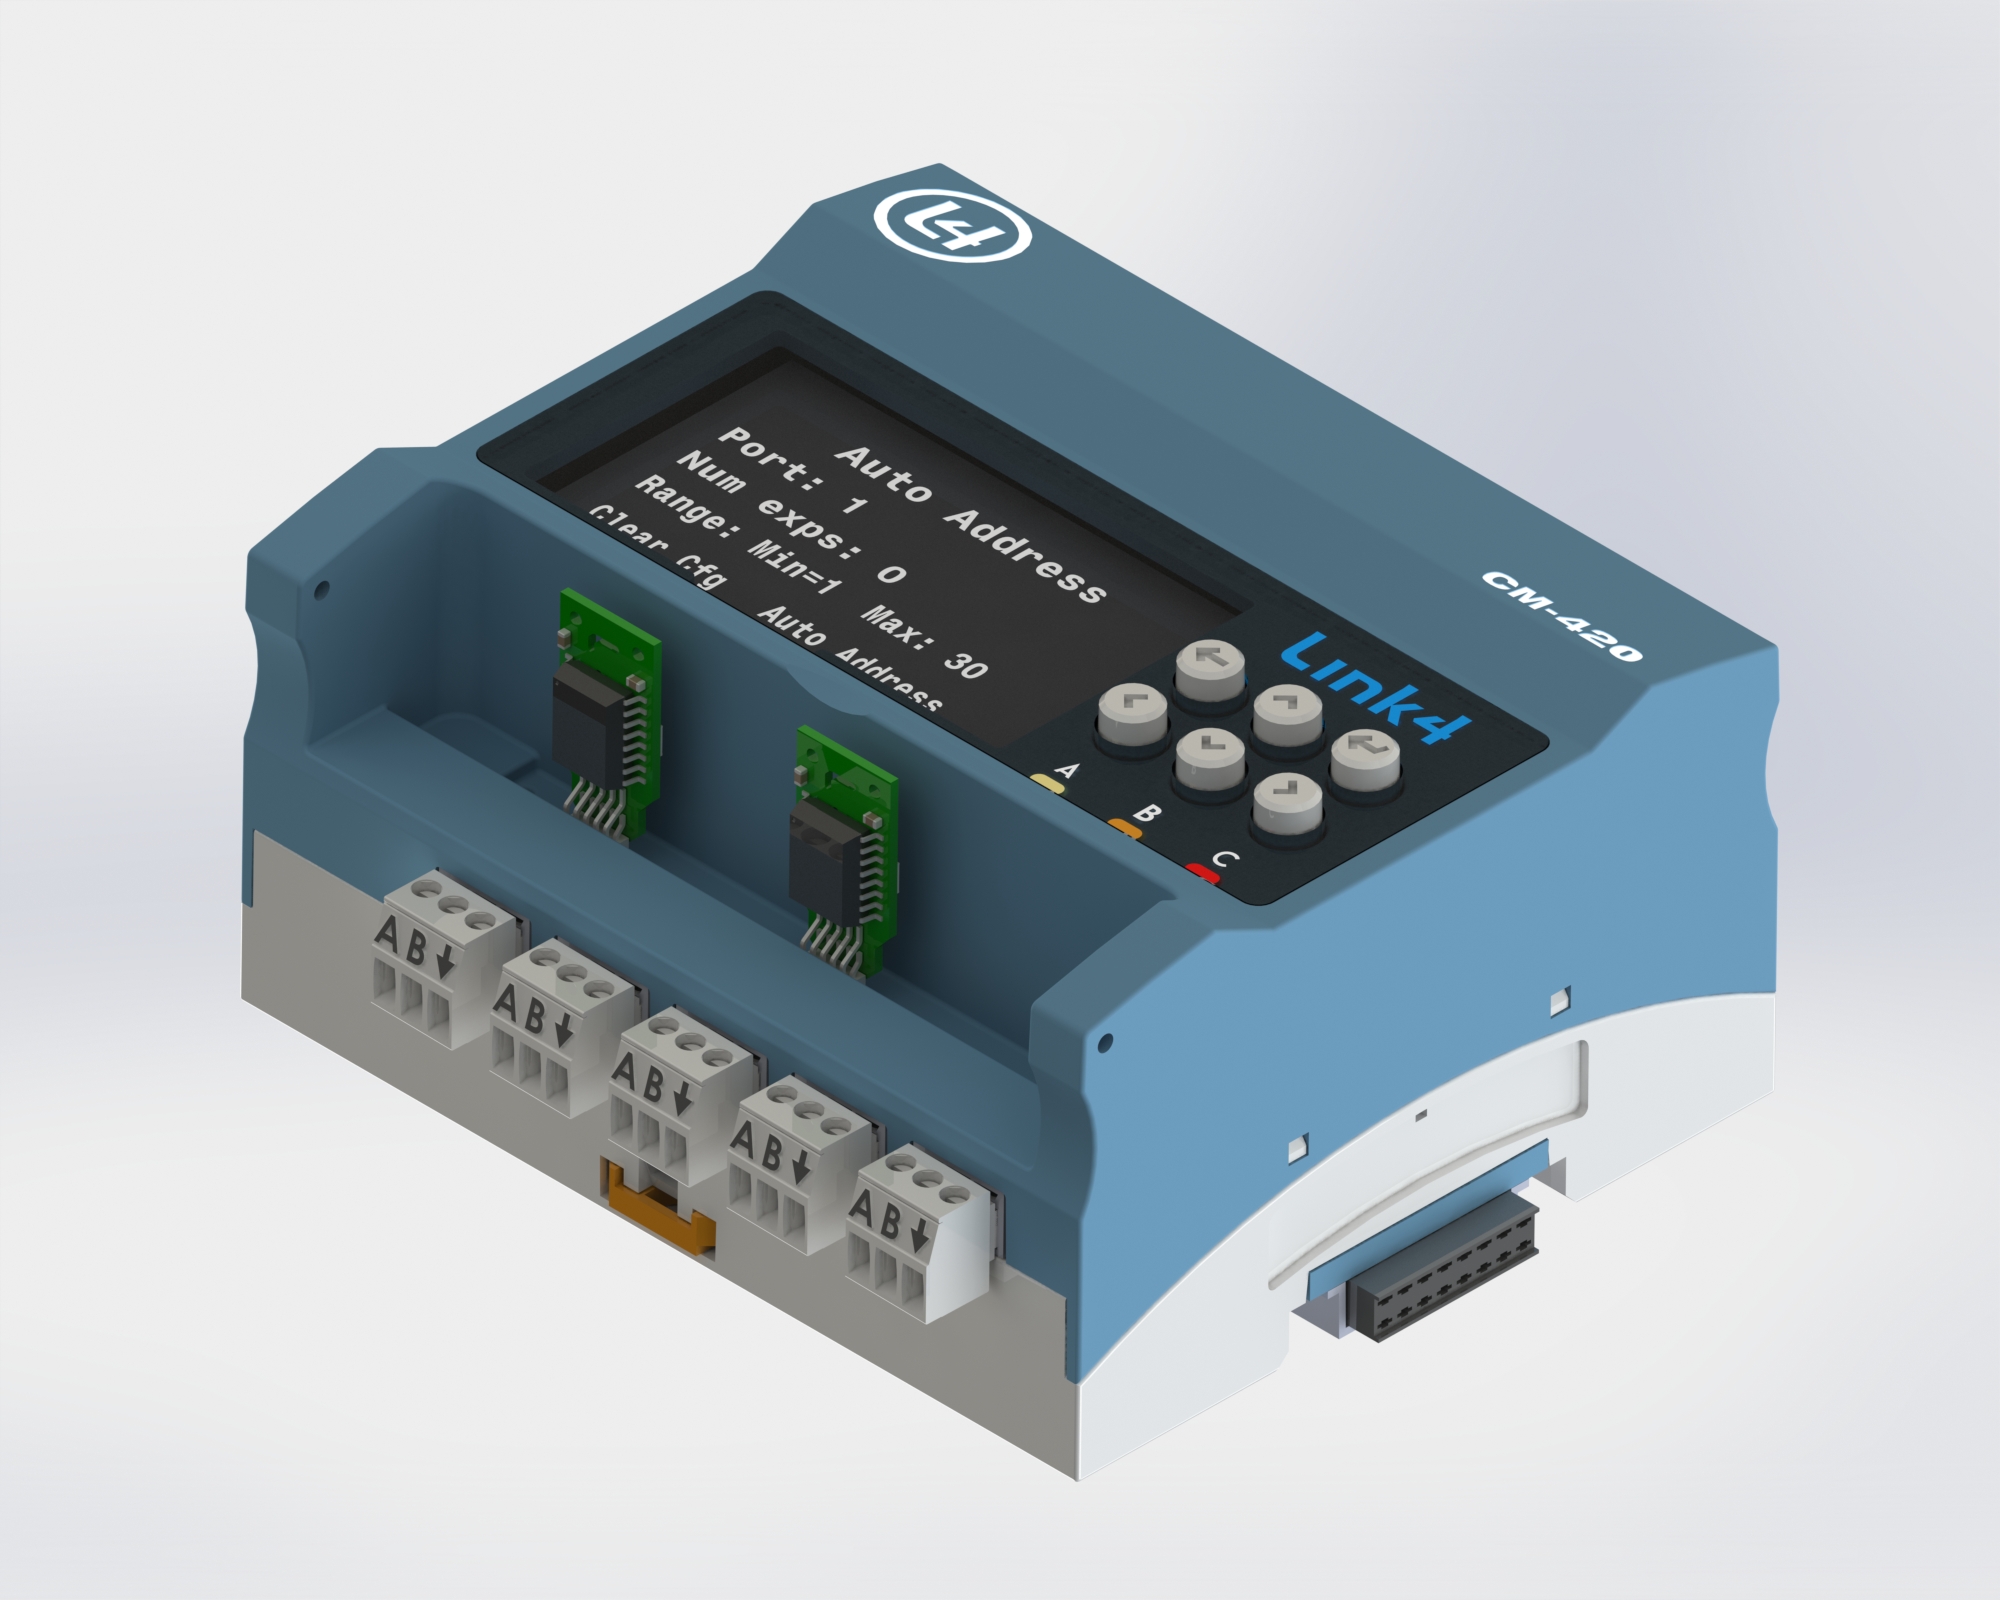 L4
CM-420
Auto Address
Port: 1
Num exps: 0
Range: Min=1 Max: 30
Clear Cfg Auto Address
Link4
A
B
C
AB↓
AB↓
AB↓
AB↓
AB↓